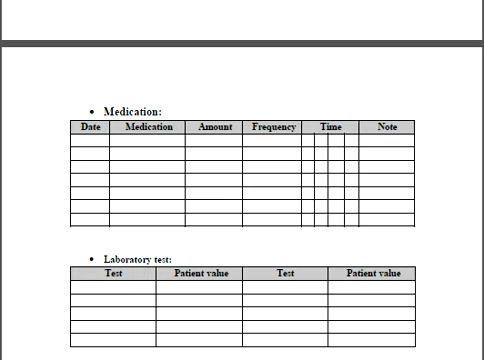 • Medication:
Date Medication Amount Frequency Time Note
• Laboratory test:
Test Patient value Test Patient value